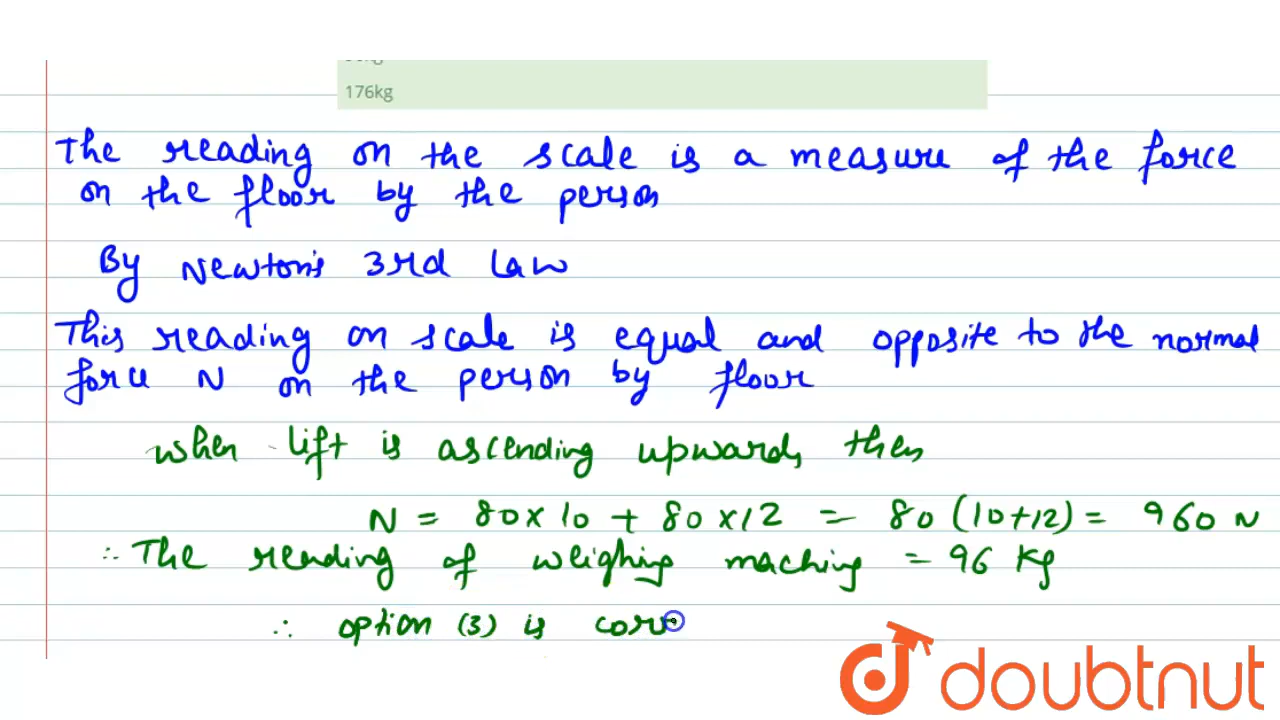 176kg
The reading on the scale is a measure of the force
on the floor by the person
By Newton's 3rd law
This reading on scale is equal and opposite to the normal
force N on the person by floor
when lift is ascending upwards then
N = 80 x 10 + 80 x 12 = 80 (10+12) = 960 N
∴ The reading of weighing maching = 96 Kg
∴ option (3) is corr
doubtnut